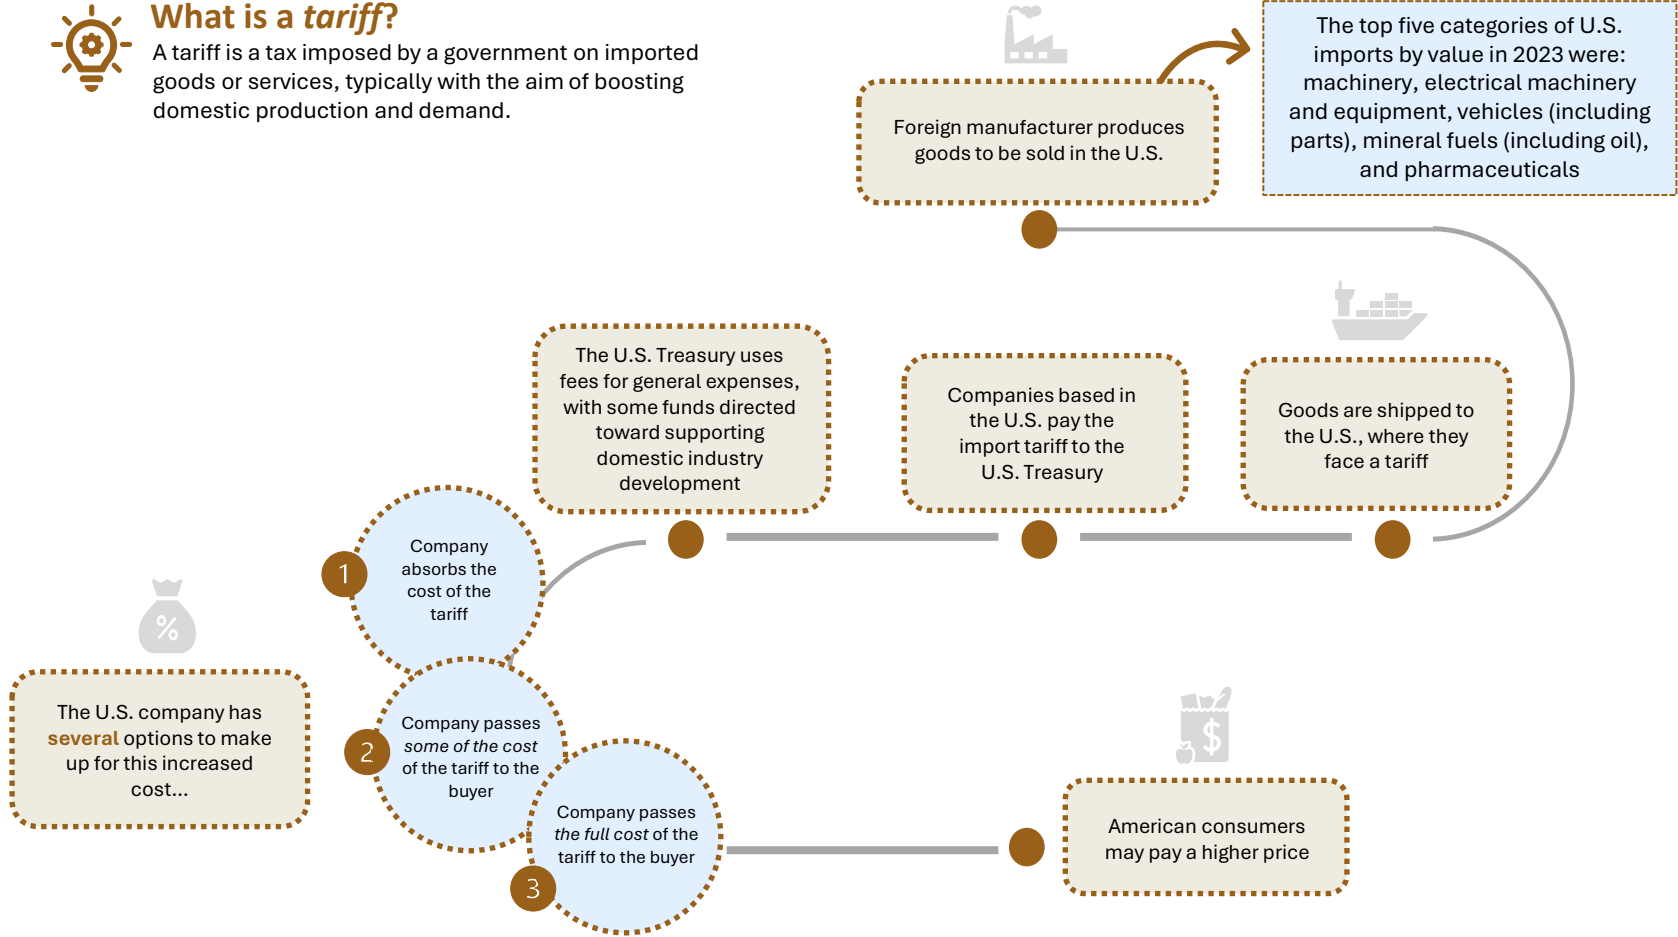 What is a tariff?
A tariff is a tax imposed by a government on imported
goods or services, typically with the aim of boosting
domestic production and demand.
Foreign manufacturer produces
goods to be sold in the U.S.
The top five categories of U.S.
imports by value in 2023 were:
machinery, electrical machinery
and equipment, vehicles (including
parts), mineral fuels (including oil),
and pharmaceuticals
Goods are shipped to
the U.S., where they
face a tariff
Companies based in
the U.S. pay the
import tariff to the
U.S. Treasury
The U.S. Treasury uses
fees for general expenses,
with some funds directed
toward supporting
domestic industry
development
%
The U.S. company has
several options to make
up for this increased
cost...
1
Company
absorbs the
cost of the
tariff
2
Company passes
some of the cost
of the tariff to the
buyer
3
Company passes
the full cost of the
tariff to the buyer
$
American consumers
may pay a higher price